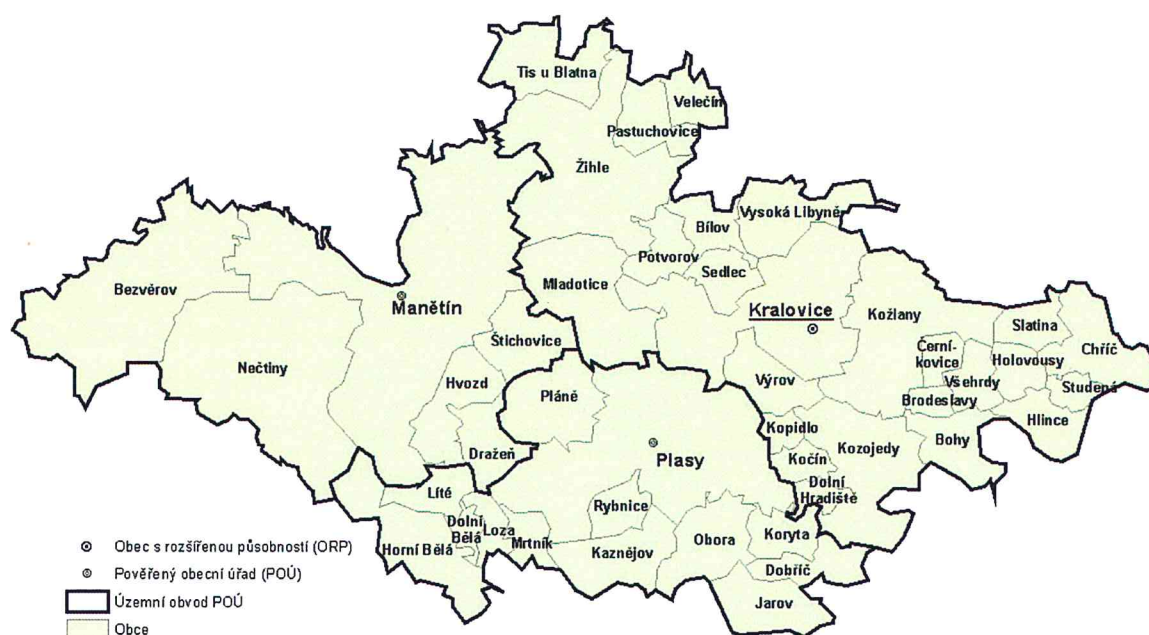 Tis u Blatna
Velečín
Pastuchovice
Žihle
Vysoká Libyně
Bílov
Potvorov
Sedlec
Bezvěrov
Mladotice
Manětín
Kralovice
Kožlany
Slatina
Štichovice
Černí-
kovice
Holovousy
Chříč
Nečtiny
Hvozd
Výrov
Všehrdy
Studená
Pláně
Brodeslavy
Hlince
Kopidlo
Bohy
Dražeň
Plasy
Kočín
Kozojedy
Líté
Dolní
Hradiště
Rybnice
Dolní
Bělá
Loza
Obora
Koryta
Horní Bělá
Mrtník
Kaznějov
Dobříč
Jarov
Obec s rozšířenou působností (ORP)
Pověřený obecní úřad (POÚ)
Územní obvod POÚ
Obce